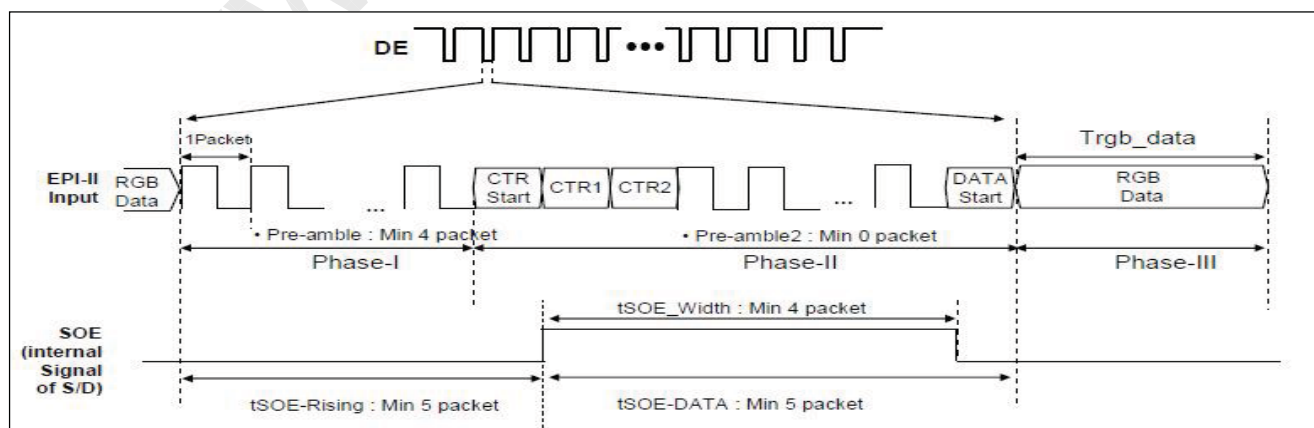 DE
1Packet
Trgb_data
EPI-II
Input
RGB
Data
...
CTR
Start
CTR1
CTR2
...
DATA
Start
RGB
Data
• Pre-amble : Min 4 packet
• Pre-amble2 : Min 0 packet
Phase-I
Phase-II
Phase-III
tSOE_Width : Min 4 packet
SOE
(internal
Signal
of S/D)
tSOE-Rising : Min 5 packet
tSOE-DATA : Min 5 packet